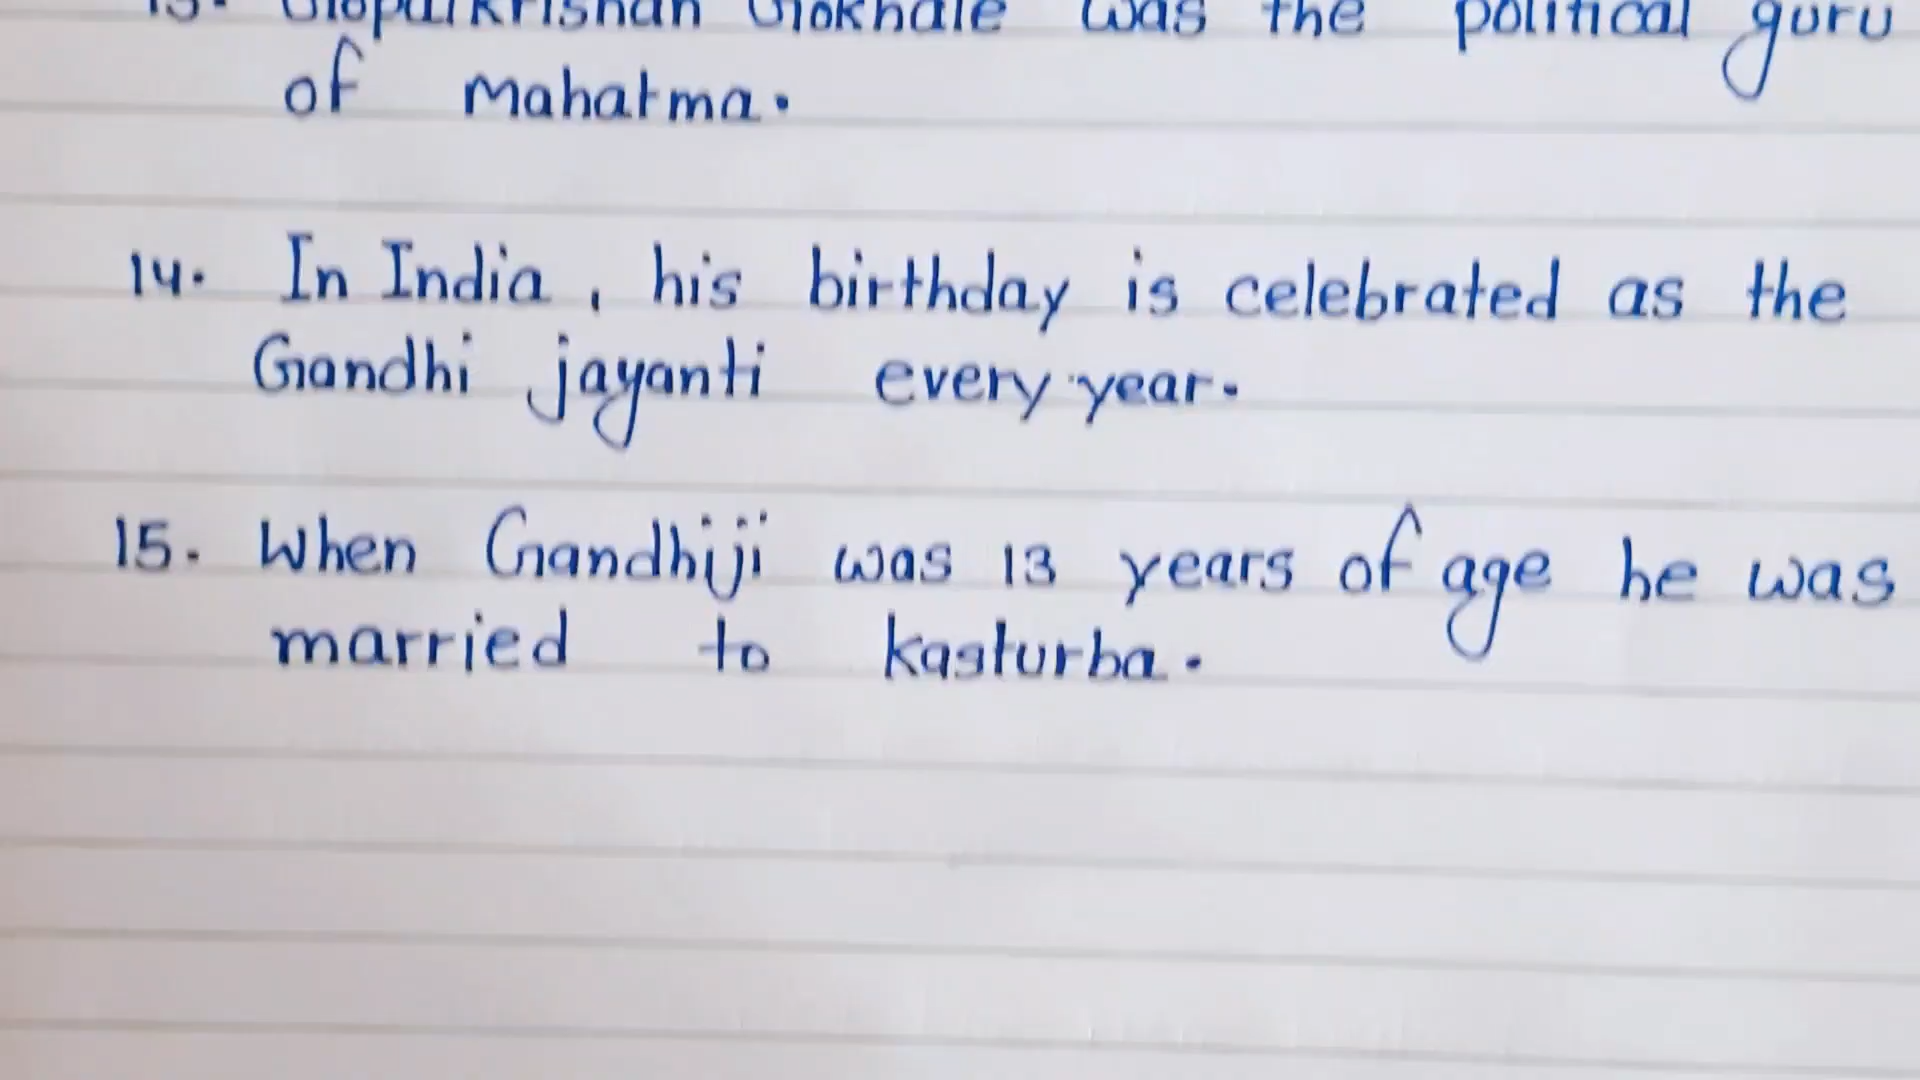 13. Gopalkrishan Gokhale was the political guru
of Mahatma.
14. In India, his birthday is celebrated as the
Gandhi jayanti every year.
15. When Gandhiji was 13 years of age he was
married to kasturba.